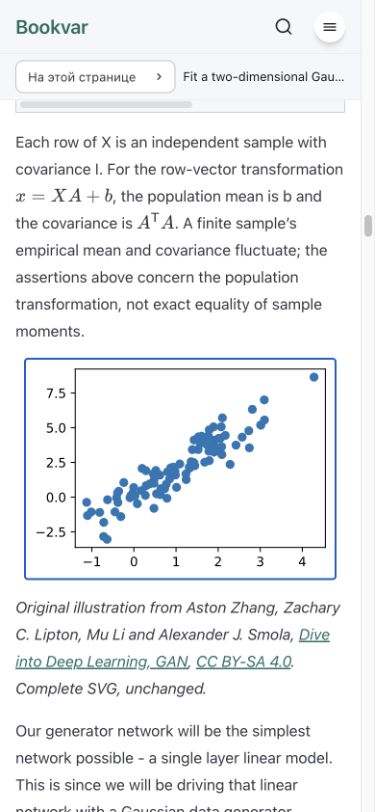 Bookvar
На этой странице
Fit a two-dimensional Gau...
Each row of X is an independent sample with
covariance I. For the row-vector transformation
x = XA + b, the population mean is b and
the covariance is A⊤A. A finite sample's
empirical mean and covariance fluctuate; the
assertions above concern the population
transformation, not exact equality of sample
moments.
7.5
5.0
2.5
0.0
−2.5
−1 0 1 2 3 4
Original illustration from Aston Zhang, Zachary
C. Lipton, Mu Li and Alexander J. Smola, Dive
into Deep Learning, GAN, CC BY-SA 4.0.
Complete SVG, unchanged.
Our generator network will be the simplest
network possible - a single layer linear model.
This is since we will be driving that linear
network with a Gaussian data generator